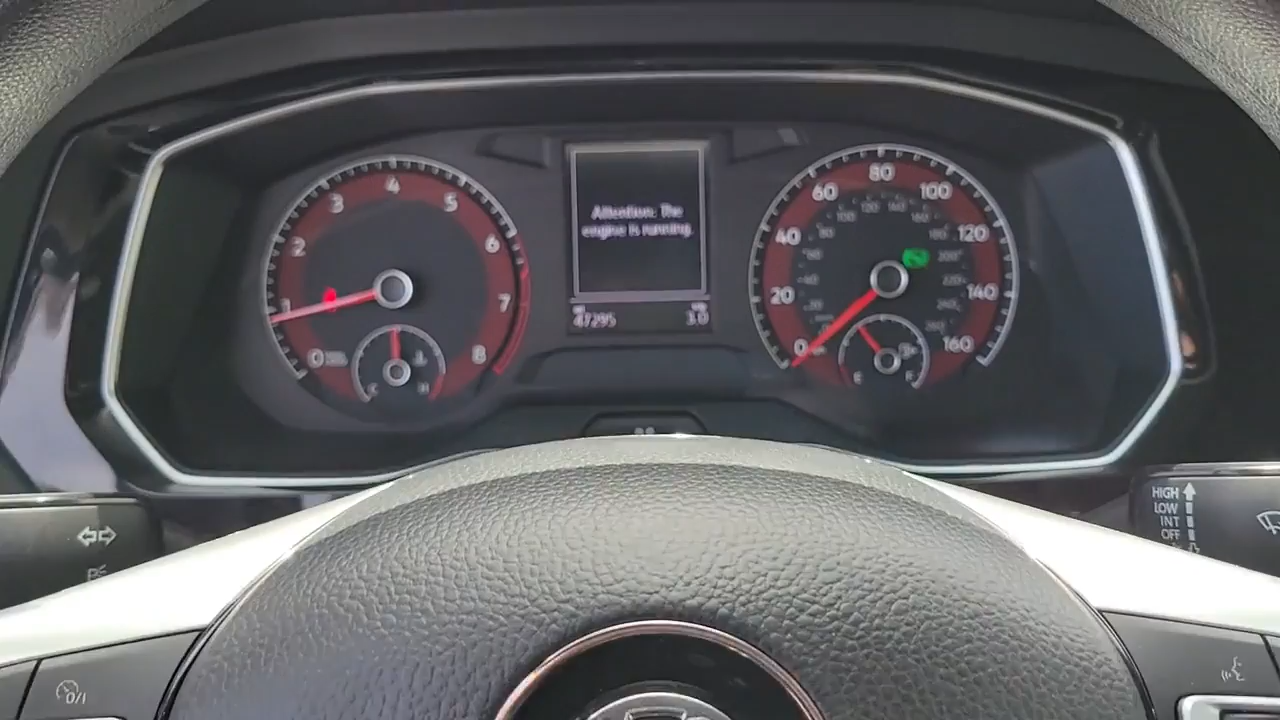 Attention: The
engine is running.
47295 3.0
0 1 2 3 4 5 6 7 8
C H
0 20 40 60 80 100 120 140 160
E F
HIGH
LOW
INT
OFF
0/I